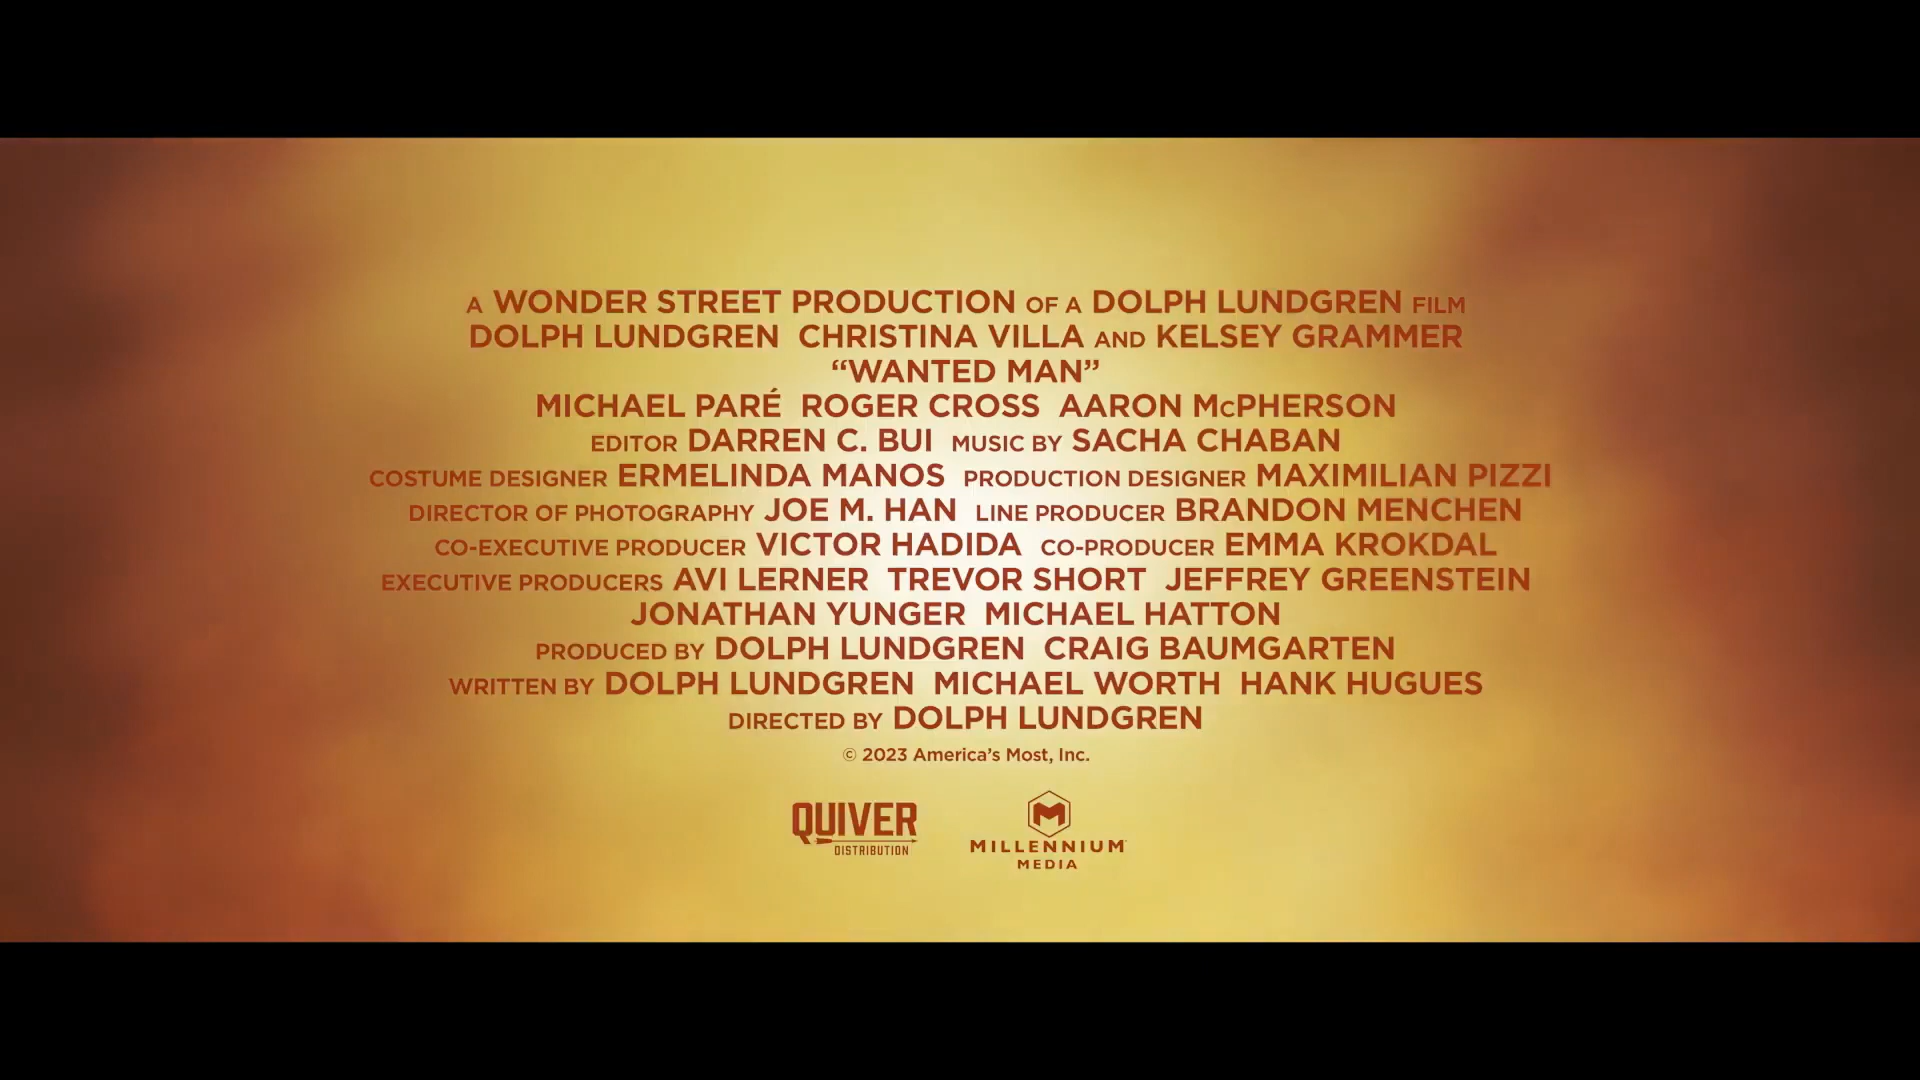 A WONDER STREET PRODUCTION OF A DOLPH LUNDGREN FILM
DOLPH LUNDGREN CHRISTINA VILLA AND KELSEY GRAMMER
“WANTED MAN”
MICHAEL PARÉ ROGER CROSS AARON McPHERSON
EDITOR DARREN C. BUI MUSIC BY SACHA CHABAN
COSTUME DESIGNER ERMELINDA MANOS PRODUCTION DESIGNER MAXIMILIAN PIZZI
DIRECTOR OF PHOTOGRAPHY JOE M. HAN LINE PRODUCER BRANDON MENCHEN
CO-EXECUTIVE PRODUCER VICTOR HADIDA CO-PRODUCER EMMA KROKDAL
EXECUTIVE PRODUCERS AVI LERNER TREVOR SHORT JEFFREY GREENSTEIN
JONATHAN YUNGER MICHAEL HATTON
PRODUCED BY DOLPH LUNDGREN CRAIG BAUMGARTEN
WRITTEN BY DOLPH LUNDGREN MICHAEL WORTH HANK HUGUES
DIRECTED BY DOLPH LUNDGREN
© 2023 America’s Most, Inc.
QUIVER
DISTRIBUTION
MILLENNIUM
MEDIA